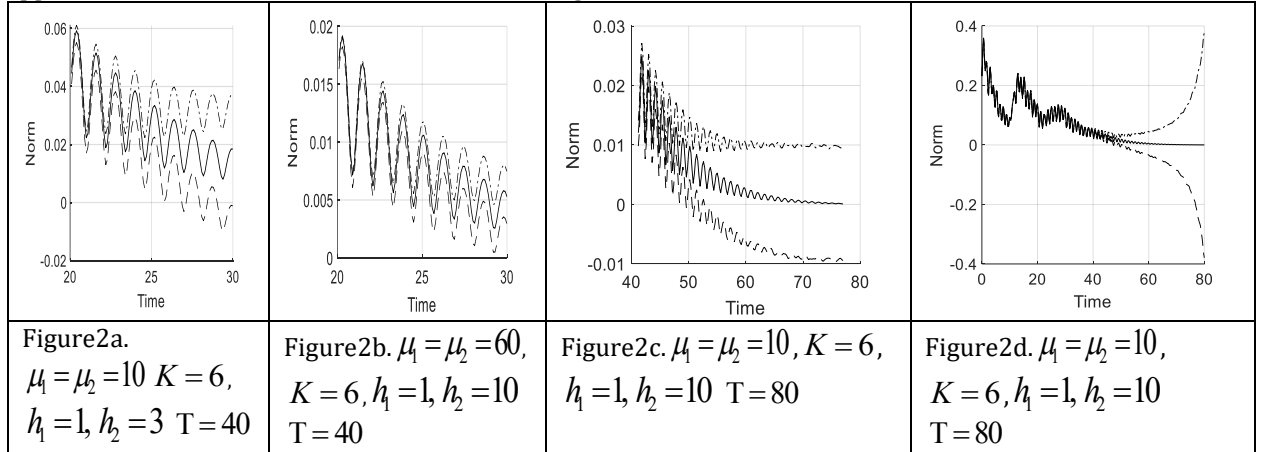 0.06
0.04
0.02
0
-0.02
20 25 30
Norm
Time
0.02
0.015
0.01
0.005
0
20 25 30
Norm
Time
0.03
0.02
0.01
0
-0.01
40 50 60 70 80
Norm
Time
0.4
0.2
0
-0.2
-0.4
0 20 40 60 80
Norm
Time
Figure2a.
μ₁ = μ₂ = 10 K = 6,
h₁ = 1, h₂ = 3 T = 40
Figure2b. μ₁ = μ₂ = 60,
K = 6, h₁ = 1, h₂ = 10
T = 40
Figure2c. μ₁ = μ₂ = 10, K = 6,
h₁ = 1, h₂ = 10 T = 80
Figure2d. μ₁ = μ₂ = 10,
K = 6, h₁ = 1, h₂ = 10
T = 80